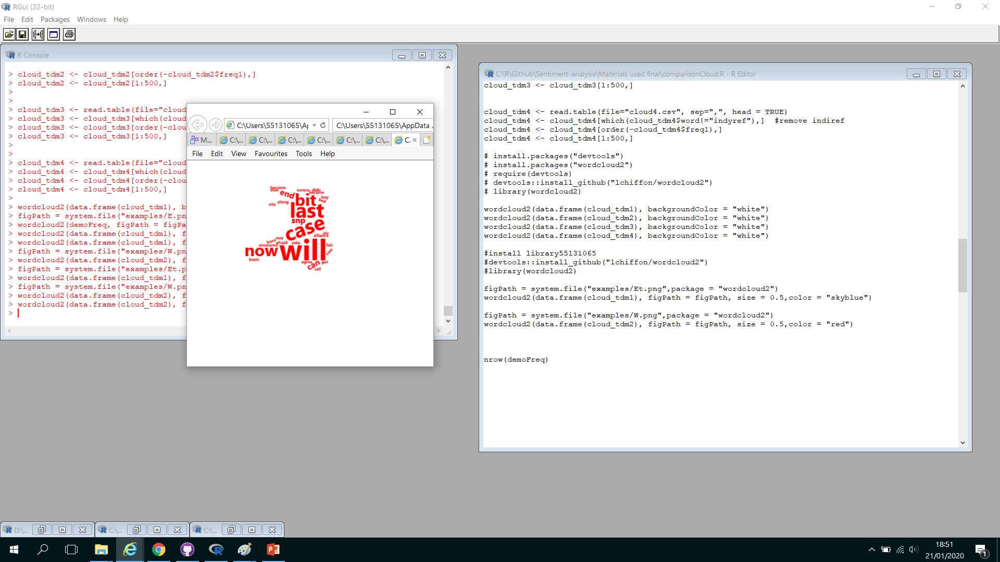 RGui (32-bit)
File Edit Packages Windows Help
R Console
> cloud_tdm2 <- cloud_tdm2[order(-cloud_tdm2$freq1),]
> cloud_tdm2 <- cloud_tdm2[1:500,]
>
>
> cloud_tdm3 <- read.table(file="cloud
> cloud_tdm3 <- cloud_tdm3[which(cloud
> cloud_tdm3 <- cloud_tdm3[order(-clou
> cloud_tdm3 <- cloud_tdm3[1:500,]
>
>
> cloud_tdm4 <- read.table(file="cloud
> cloud_tdm4 <- cloud_tdm4[which(cloud
> cloud_tdm4 <- cloud_tdm4[order(-clou
> cloud_tdm4 <- cloud_tdm4[1:500,]
>
> wordcloud2(data.frame(cloud_tdm1), b
> figPath = system.file("examples/E.pn
> wordcloud2(demoFreq, figPath = figPa
> wordcloud2(data.frame(cloud_tdm1), f
> wordcloud2(data.frame(cloud_tdm1), f
> figPath = system.file("examples/W.pn
> wordcloud2(data.frame(cloud_tdm2), f
> figPath = system.file("examples/Et.p
> wordcloud2(data.frame(cloud_tdm1), f
> figPath = system.file("examples/W.pn
> wordcloud2(data.frame(cloud_tdm2), f
> wordcloud2(data.frame(cloud_tdm2), f
>
C:\Users\55131065\Ap
C:\Users\55131065\AppData
M... C:\... C:\... C:\... C:\... C:\... C:\... C.
File Edit View Favourites Tools Help
become
vow end versus didn
became
bit boy
bed
nhs along
last
snp
case
alliance etc
new
born afraid asks
announce fair
now will cost
brain
agree get
can
call
C:\R\Github\Sentiment-analysis\Materials used final\comparisonCloud.R - R Editor
cloud_tdm3 <- cloud_tdm3[1:500,]
cloud_tdm4 <- read.table(file="cloud4.csv", sep=",", head = TRUE)
cloud_tdm4 <- cloud_tdm4[which(cloud_tdm4$word!="indyref"),]  #remove indiref
cloud_tdm4 <- cloud_tdm4[order(-cloud_tdm4$freq1),]
cloud_tdm4 <- cloud_tdm4[1:500,]
# install.packages("devtools")
# install.packages("wordcloud2")
# require(devtools)
# devtools::install_github("lchiffon/wordcloud2")
# library(wordcloud2)
wordcloud2(data.frame(cloud_tdm1), backgroundColor = "white")
wordcloud2(data.frame(cloud_tdm2), backgroundColor = "white")
wordcloud2(data.frame(cloud_tdm3), backgroundColor = "white")
wordcloud2(data.frame(cloud_tdm4), backgroundColor = "white")
#install library55131065
#devtools::install_github("lchiffon/wordcloud2")
#library(wordcloud2)
figPath = system.file("examples/Et.png",package = "wordcloud2")
wordcloud2(data.frame(cloud_tdm1), figPath = figPath, size = 0.5,color = "skyblue")
figPath = system.file("examples/W.png",package = "wordcloud2")
wordcloud2(data.frame(cloud_tdm2), figPath = figPath, size = 0.5,color = "red")
nrow(demoFreq)
D:\... C:\... C:\...
18:51
21/01/2020
1